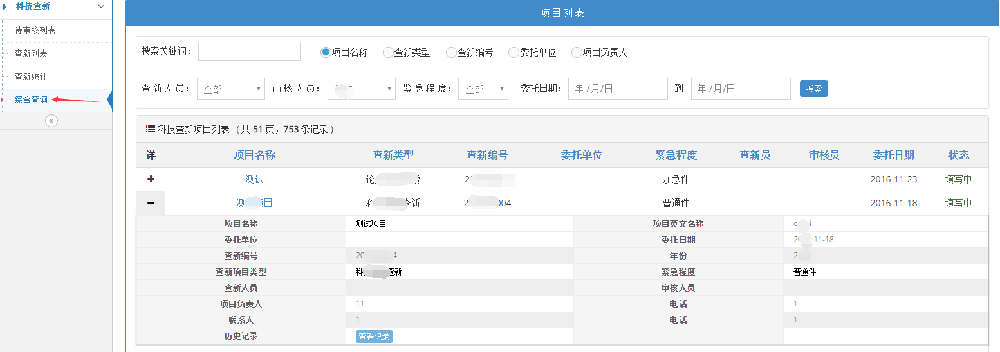 科技查新
待审核列表
查新列表
查新统计
综合查询
项目列表
搜索关键词： 项目名称 查新类型 查新编号 委托单位 项目负责人
查新人员： 全部 审核人员： 紧急程度： 全部 委托日期： 年 /月/日 到 年 /月/日 搜索
科技查新项目列表 （共 51 页，753 条记录 ）
详 项目名称 查新类型 查新编号 委托单位 紧急程度 查新员 审核员 委托日期 状态
测试 论 2 加急件 2016-11-23 填写中
测 项目 科 查新 2 004 普通件 2016-11-18 填写中
项目名称 测试项目 项目英文名称 c i
委托单位 委托日期 20 11-18
查新编号 20 4 年份 2
查新项目类型 科 查新 紧急程度 普通件
查新人员 审核人员
项目负责人 11 电话 1
联系人 1 电话 1
历史记录 查看记录